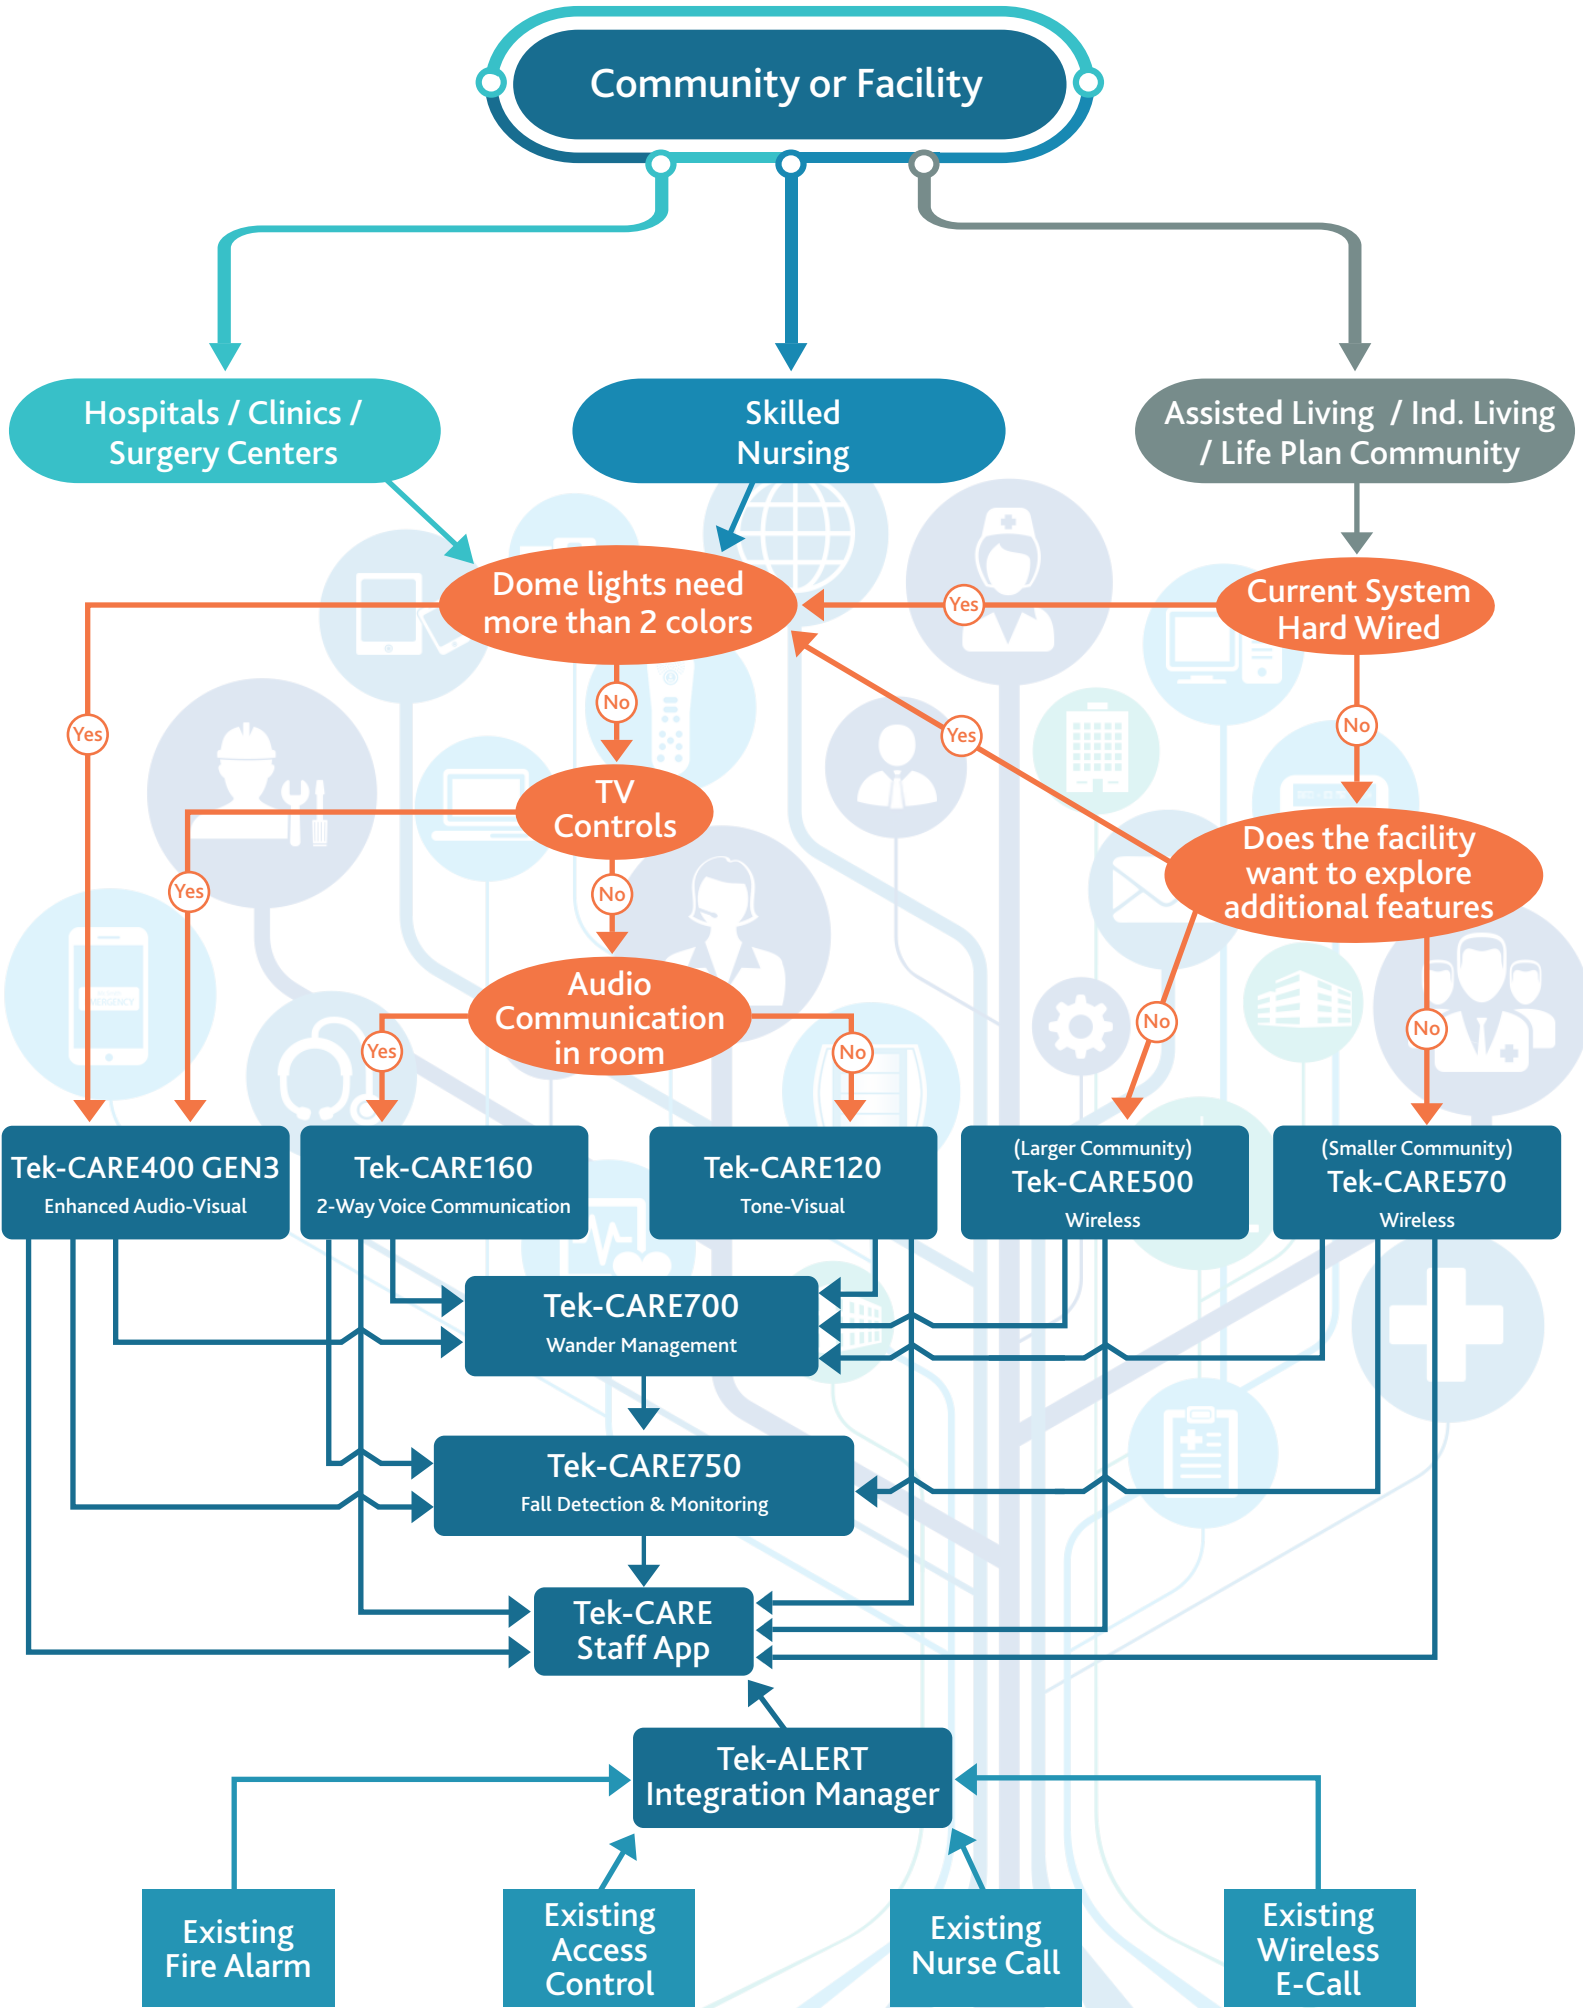 Community or Facility
Hospitals / Clinics /
Surgery Centers
Skilled
Nursing
Assisted Living / Ind. Living
/ Life Plan Community
Dome lights need
more than 2 colors
Yes
Current System
Hard Wired
No
Yes
Yes
No
TV
Controls
Does the facility
want to explore
additional features
Yes
No
Audio
Communication
in room
Yes
No
No
No
Tek-CARE400 GEN3
Enhanced Audio-Visual
Tek-CARE160
2-Way Voice Communication
Tek-CARE120
Tone-Visual
(Larger Community)
Tek-CARE500
Wireless
(Smaller Community)
Tek-CARE570
Wireless
Tek-CARE700
Wander Management
Tek-CARE750
Fall Detection & Monitoring
Tek-CARE
Staff App
Tek-ALERT
Integration Manager
Existing
Fire Alarm
Existing
Access
Control
Existing
Nurse Call
Existing
Wireless
E-Call